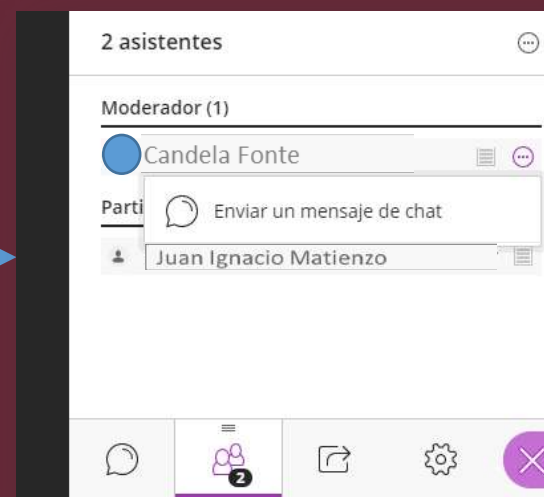 2 asistentes
Moderador (1)
Candela Fonte
Enviar un mensaje de chat
Parti
Juan Ignacio Matienzo
2